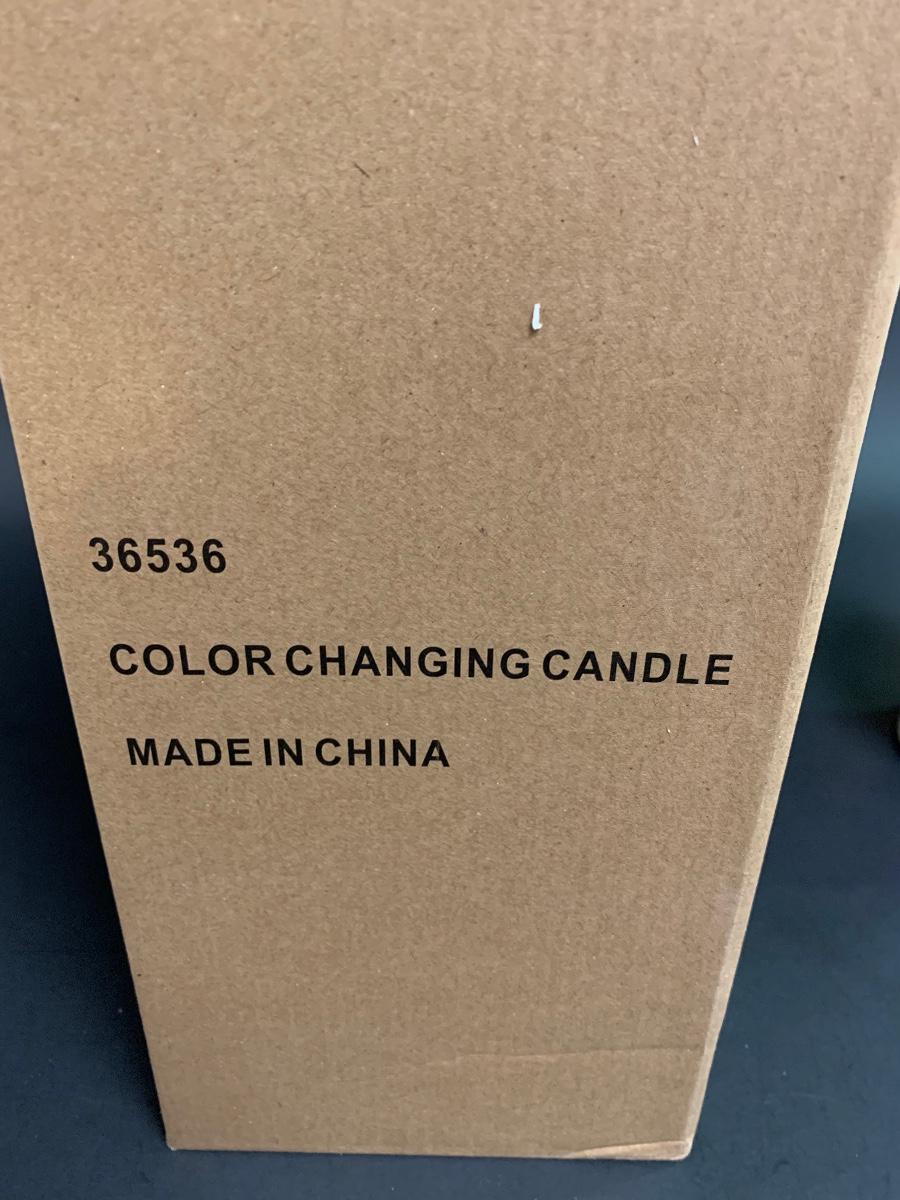 36536
COLOR CHANGING CANDLE
MADE IN CHINA